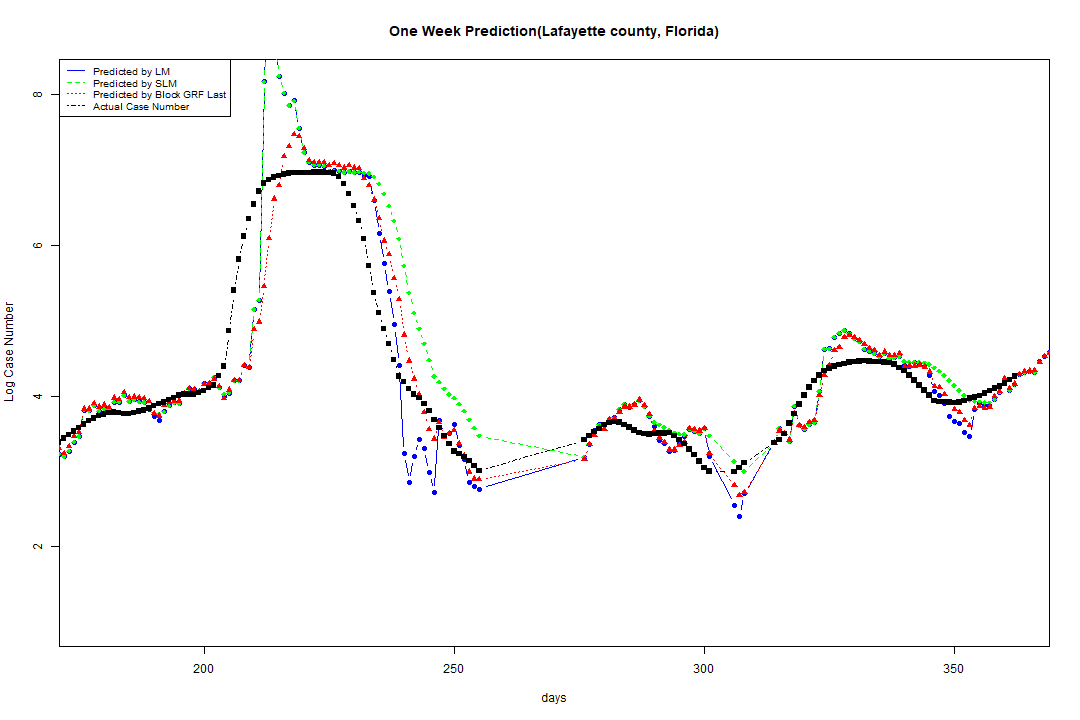 One Week Prediction(Lafayette county, Florida)
Predicted by LM
Predicted by SLM
Predicted by Block GRF Last
Actual Case Number
8
6
4
2
Log Case Number
200 250 300 350
days